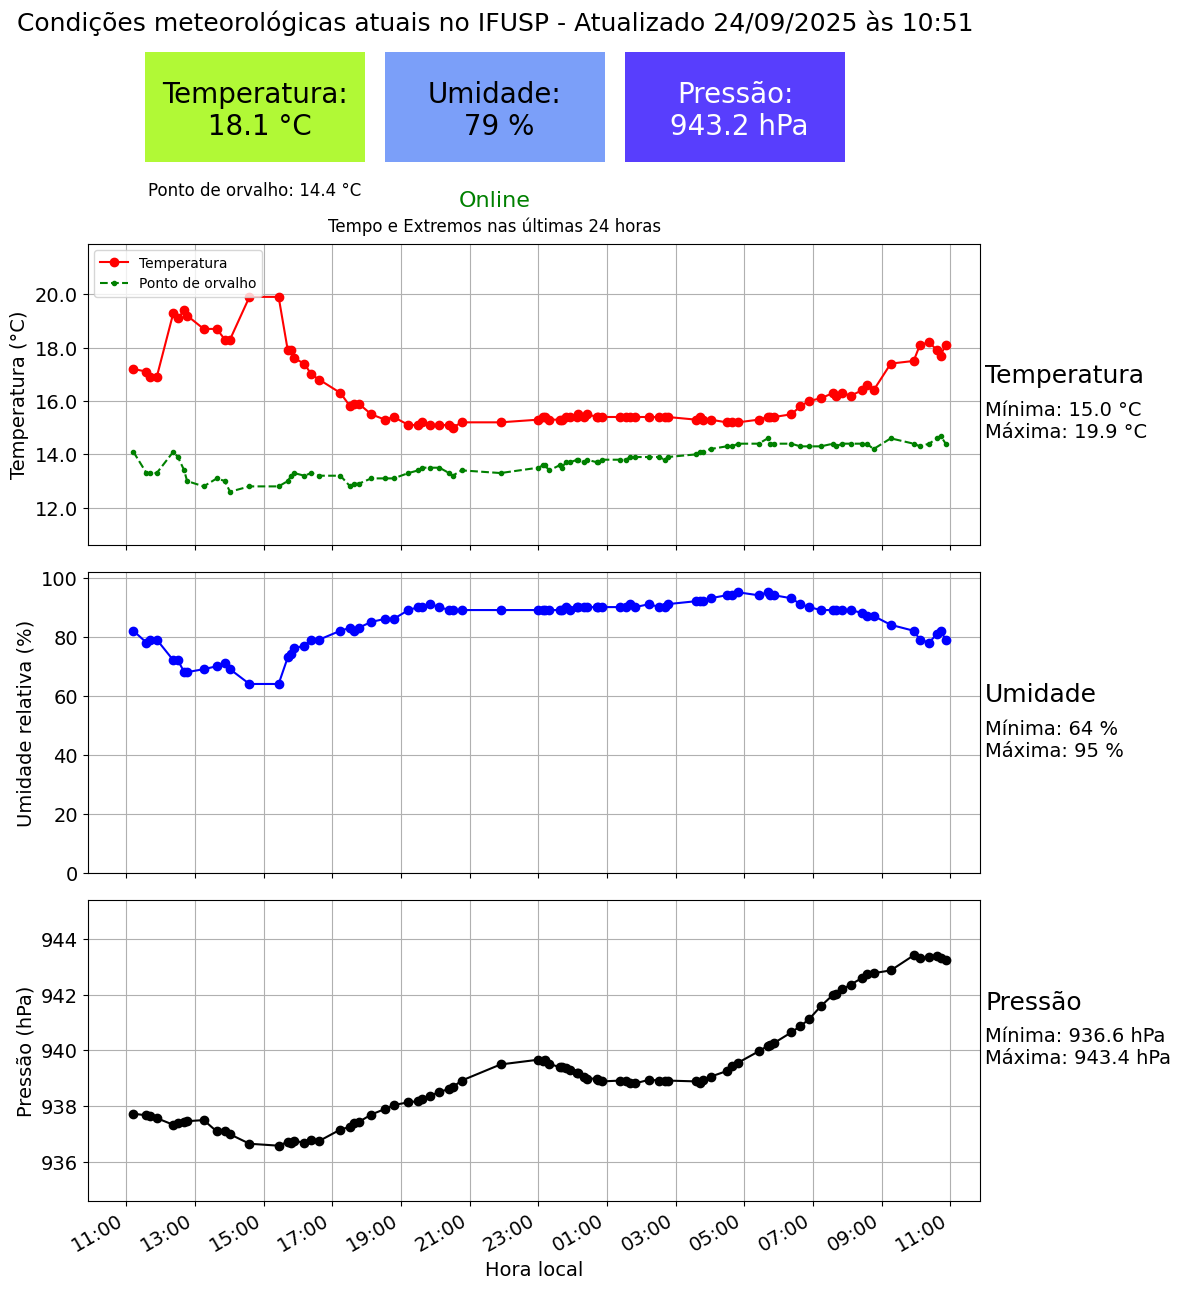 Condições meteorológicas atuais no IFUSP - Atualizado 24/09/2025 às 10:51
Temperatura:
18.1 °C
Umidade:
79 %
Pressão:
943.2 hPa
Ponto de orvalho: 14.4 °C
Online
Tempo e Extremos nas últimas 24 horas
Temperatura
Ponto de orvalho
Temperatura (°C)
20.0
18.0
16.0
14.0
12.0
Temperatura
Mínima: 15.0 °C
Máxima: 19.9 °C
Umidade relativa (%)
100
80
60
40
20
0
Umidade
Mínima: 64 %
Máxima: 95 %
Pressão (hPa)
944
942
940
938
936
Pressão
Mínima: 936.6 hPa
Máxima: 943.4 hPa
11:00
13:00
15:00
17:00
19:00
21:00
23:00
01:00
03:00
05:00
07:00
09:00
11:00
Hora local